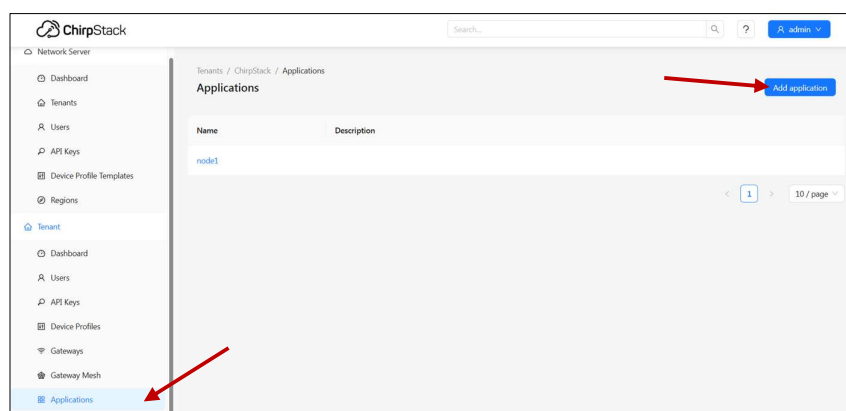 ChirpStack
Search...
?
admin
Network Server
Dashboard
Tenants
Users
API Keys
Device Profile Templates
Regions
Tenant
Dashboard
Users
API Keys
Device Profiles
Gateways
Gateway Mesh
Applications
Tenants / ChirpStack / Applications
Applications
Add application
Name Description
node1
< 1 > 10 / page